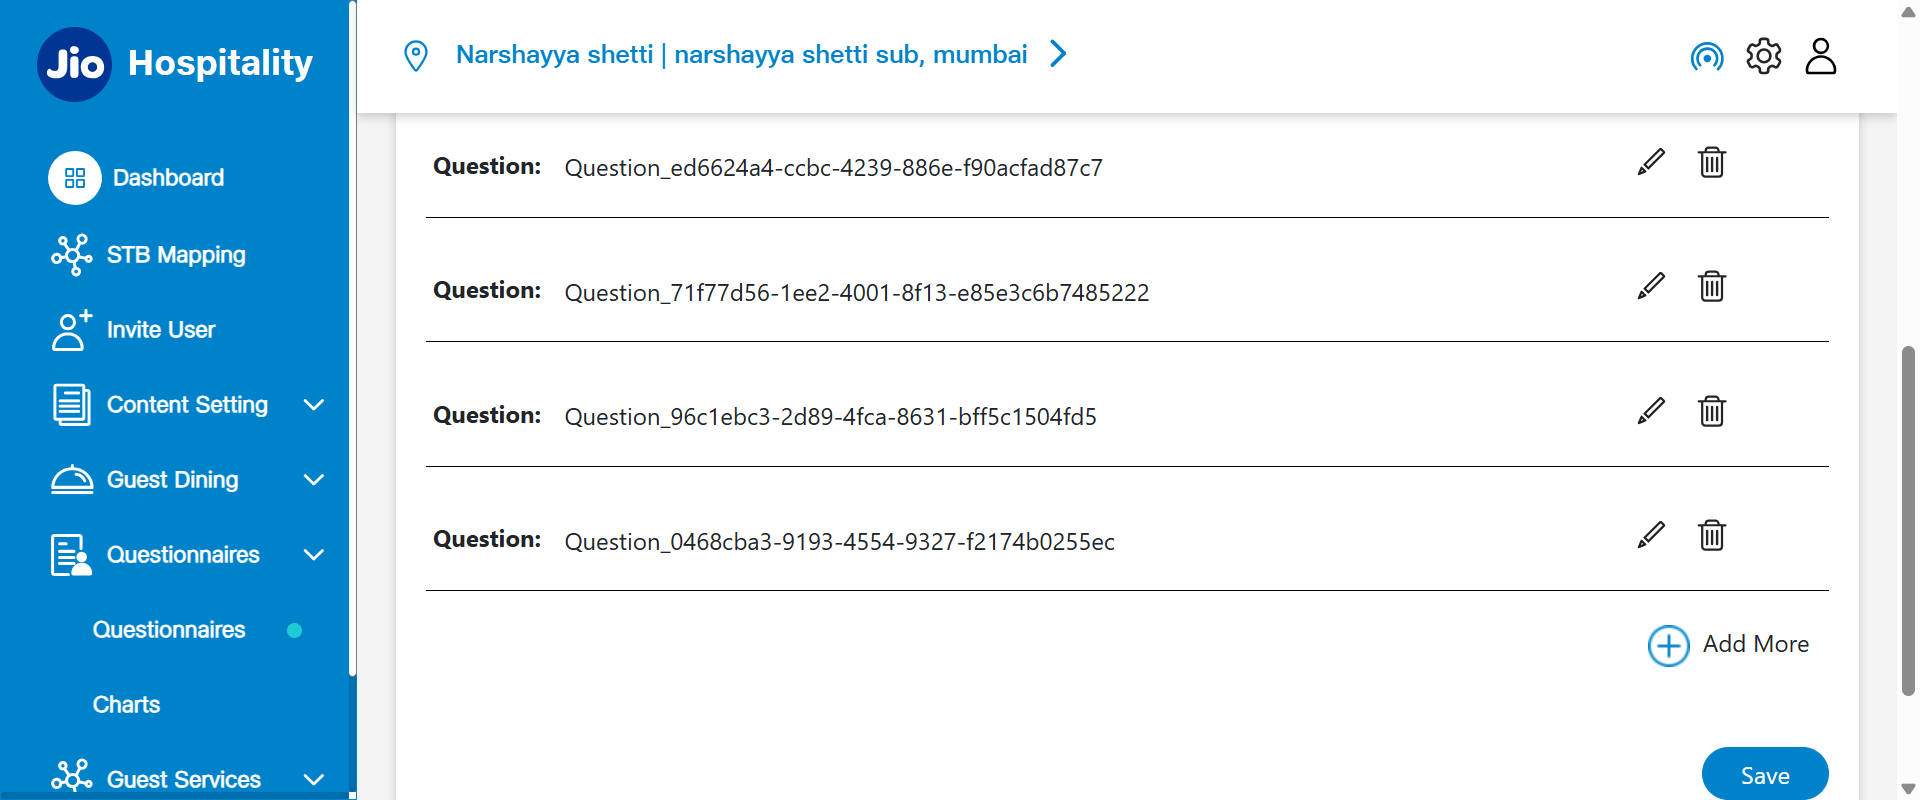 Jio Hospitality
Narshayya shetti | narshayya shetti sub, mumbai
Dashboard
STB Mapping
Invite User
Content Setting
Guest Dining
Questionnaires
Questionnaires
Charts
Guest Services
Question: Question_ed6624a4-ccbc-4239-886e-f90acfad87c7
Question: Question_71f77d56-1ee2-4001-8f13-e85e3c6b7485222
Question: Question_96c1ebc3-2d89-4fca-8631-bff5c1504fd5
Question: Question_0468cba3-9193-4554-9327-f2174b0255ec
Add More
Save